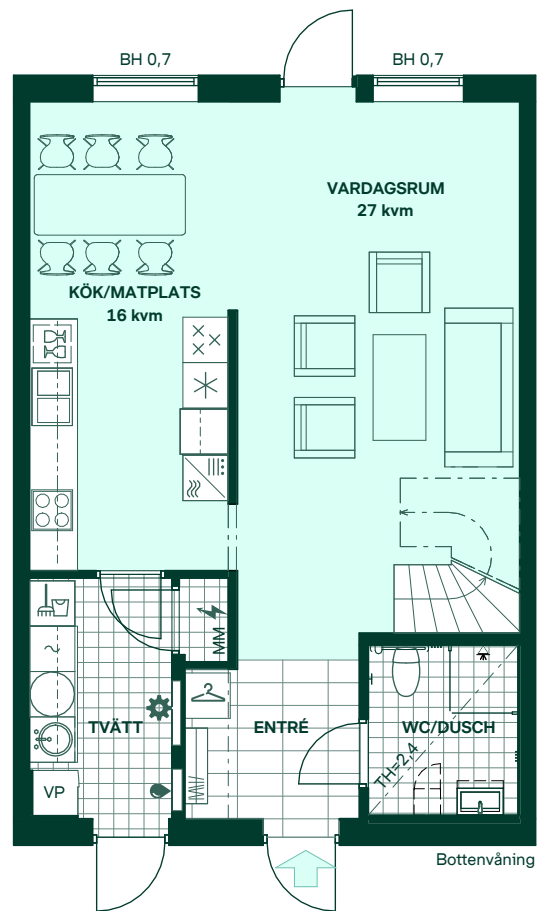 BH 0,7
BH 0,7
VARDAGSRUM
27 kvm
KÖK/MATPLATS
16 kvm
MM
TVÄTT
ENTRÉ
WC/DUSCH
TH=2,4
VP
Bottenvåning